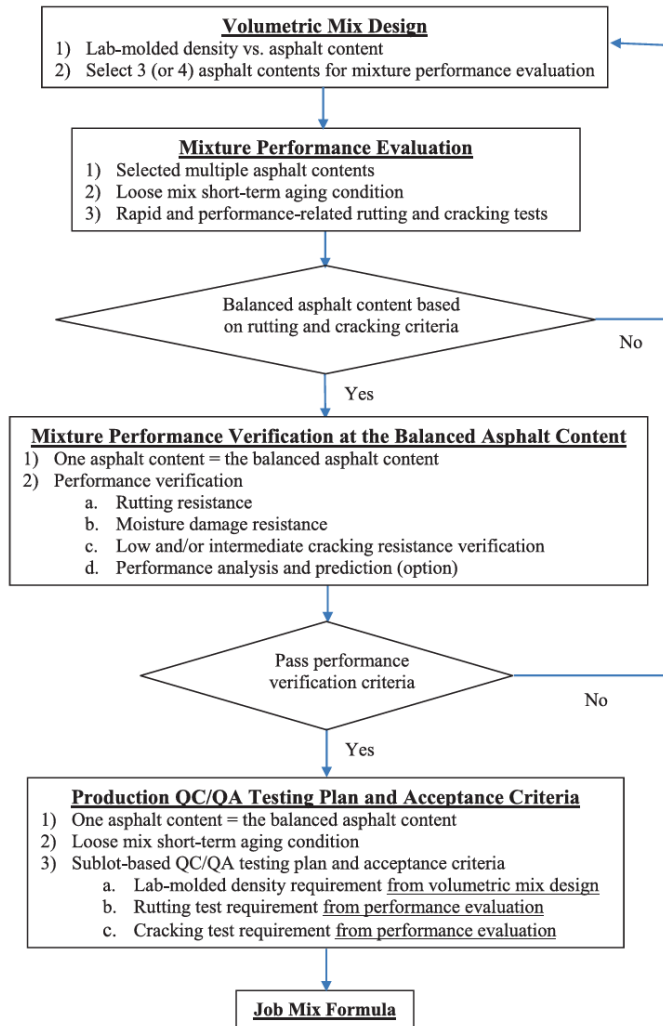 Volumetric Mix Design
1) Lab-molded density vs. asphalt content
2) Select 3 (or 4) asphalt contents for mixture performance evaluation
Mixture Performance Evaluation
1) Selected multiple asphalt contents
2) Loose mix short-term aging condition
3) Rapid and performance-related rutting and cracking tests
Balanced asphalt content based
on rutting and cracking criteria
No
Yes
Mixture Performance Verification at the Balanced Asphalt Content
1) One asphalt content = the balanced asphalt content
2) Performance verification
a. Rutting resistance
b. Moisture damage resistance
c. Low and/or intermediate cracking resistance verification
d. Performance analysis and prediction (option)
Pass performance
verification criteria
No
Yes
Production QC/QA Testing Plan and Acceptance Criteria
1) One asphalt content = the balanced asphalt content
2) Loose mix short-term aging condition
3) Sublot-based QC/QA testing plan and acceptance criteria
a. Lab-molded density requirement from volumetric mix design
b. Rutting test requirement from performance evaluation
c. Cracking test requirement from performance evaluation
Job Mix Formula